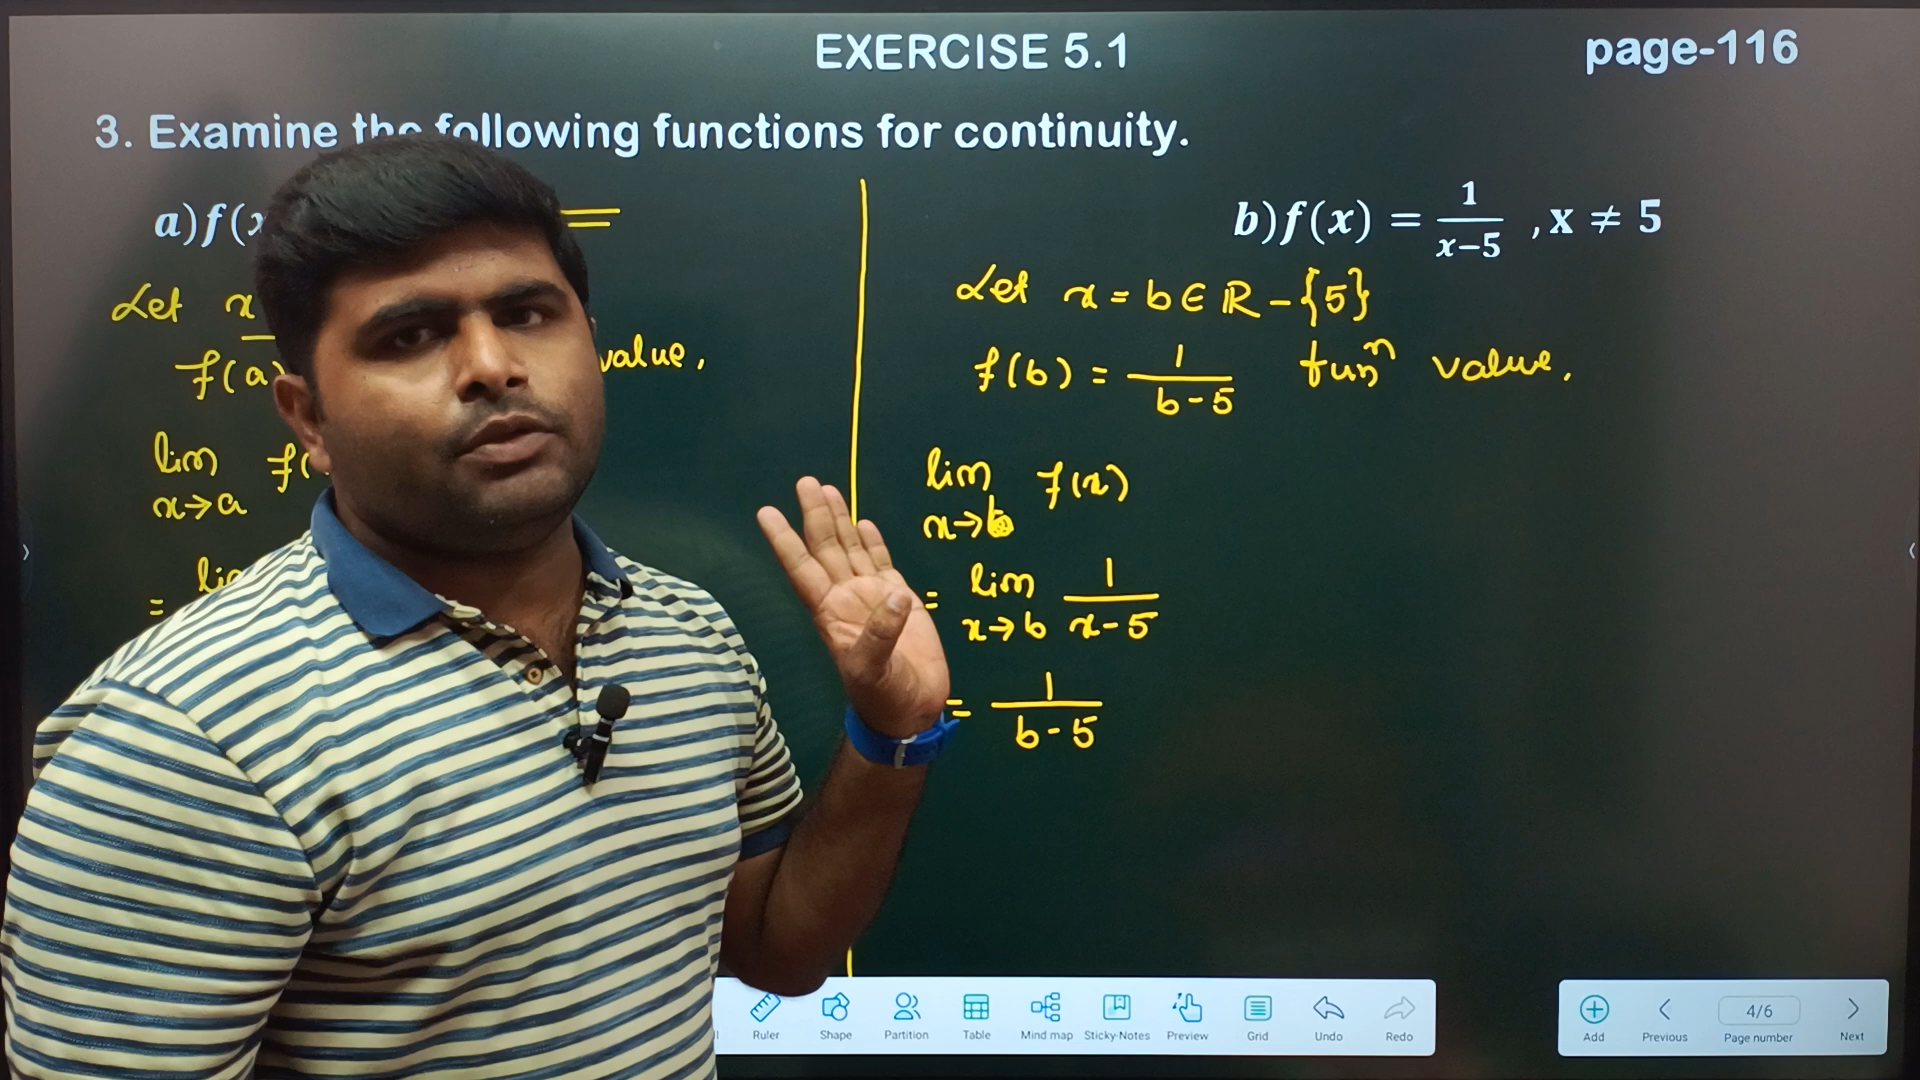 EXERCISE 5.1
page-116
3. Examine the following functions for continuity.
a)f(x
Let x
f(a)
value,
lim f(
x→a
= lim
b)f(x) = 1/(x−5) , x ≠ 5
Let x = b ∈ ℝ - {5}
f(b) = 1/(b-5) funⁿ value,
lim f(x)
x→b
= lim 1/(x-5)
x→b
= 1/(b-5)
Ruler Shape Partition Table Mind map Sticky-Notes Preview Grid Undo Redo
4/6
Add Previous Page number Next